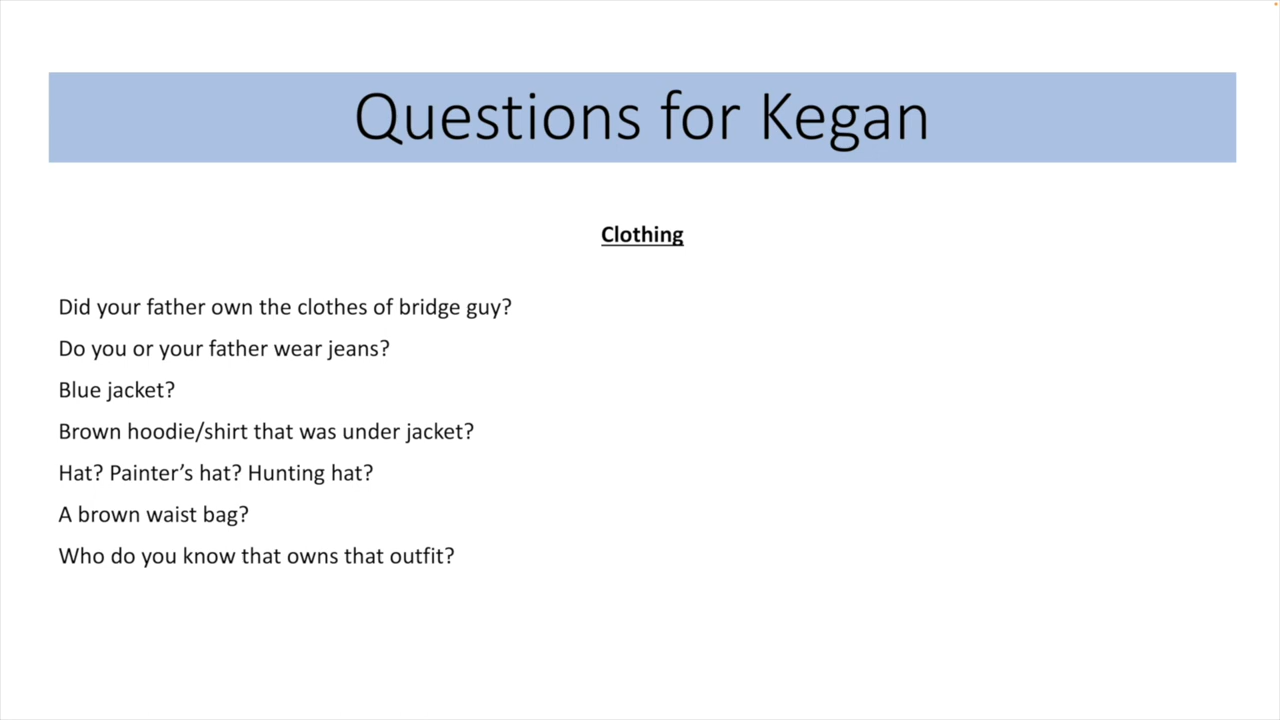 Questions for Kegan
Clothing
Did your father own the clothes of bridge guy?
Do you or your father wear jeans?
Blue jacket?
Brown hoodie/shirt that was under jacket?
Hat? Painter’s hat? Hunting hat?
A brown waist bag?
Who do you know that owns that outfit?